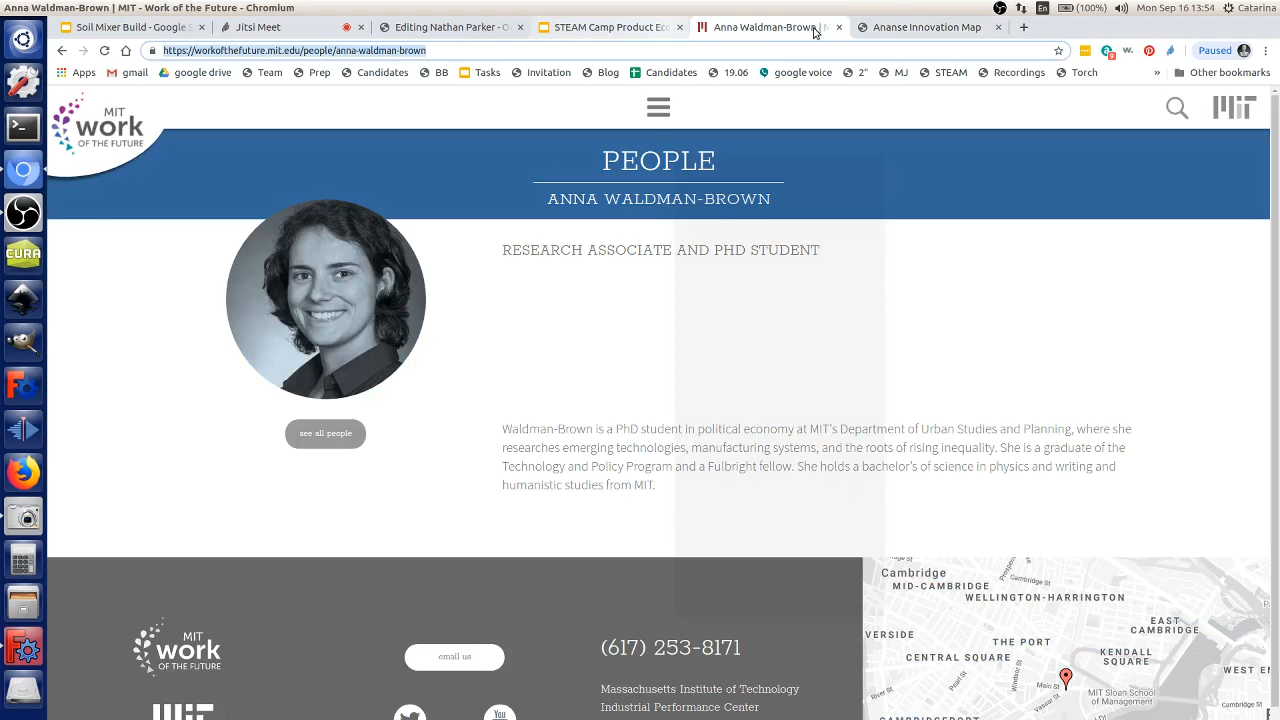 Anna Waldman-Brown | MIT - Work of the Future - Chromium
En (100%) Mon Sep 16 13:54 Catarina
Soil Mixer Build - Google S
Jitsi Meet
Editing Nathan Parker - O
STEAM Camp Product Eco
Anna Waldman-Brown | M
Ananse Innovation Map
https://workofthefuture.mit.edu/people/anna-waldman-brown
Paused
Apps gmail google drive Team Prep Candidates BB Tasks Invitation Blog Candidates 19.06 google voice 2" MJ STEAM Recordings Torch » Other bookmarks
MIT
work
OF THE FUTURE
MIT
PEOPLE
ANNA WALDMAN-BROWN
RESEARCH ASSOCIATE AND PHD STUDENT
see all people
Waldman-Brown is a PhD student in political economy at MIT's Department of Urban Studies and Planning, where she
researches emerging technologies, manufacturing systems, and the roots of rising inequality. She is a graduate of the
Technology and Policy Program and a Fulbright fellow. She holds a bachelor's of science in physics and writing and
humanistic studies from MIT.
MIT
work
OF THE FUTURE
email us
You
(617) 253-8171
Massachusetts Institute of Technology
Industrial Performance Center
CURA
Cambridge
MID-CAMBRIDGE
WELLINGTON-HARRINGTON
EAST
CAMBRIDGE
RIVERSIDE
THE PORT
CENTRAL SQUARE
KENDALL
SQUARE
WEST EN
Main St
MIT Sloan School
of Management
CAMBRIDGEPORT